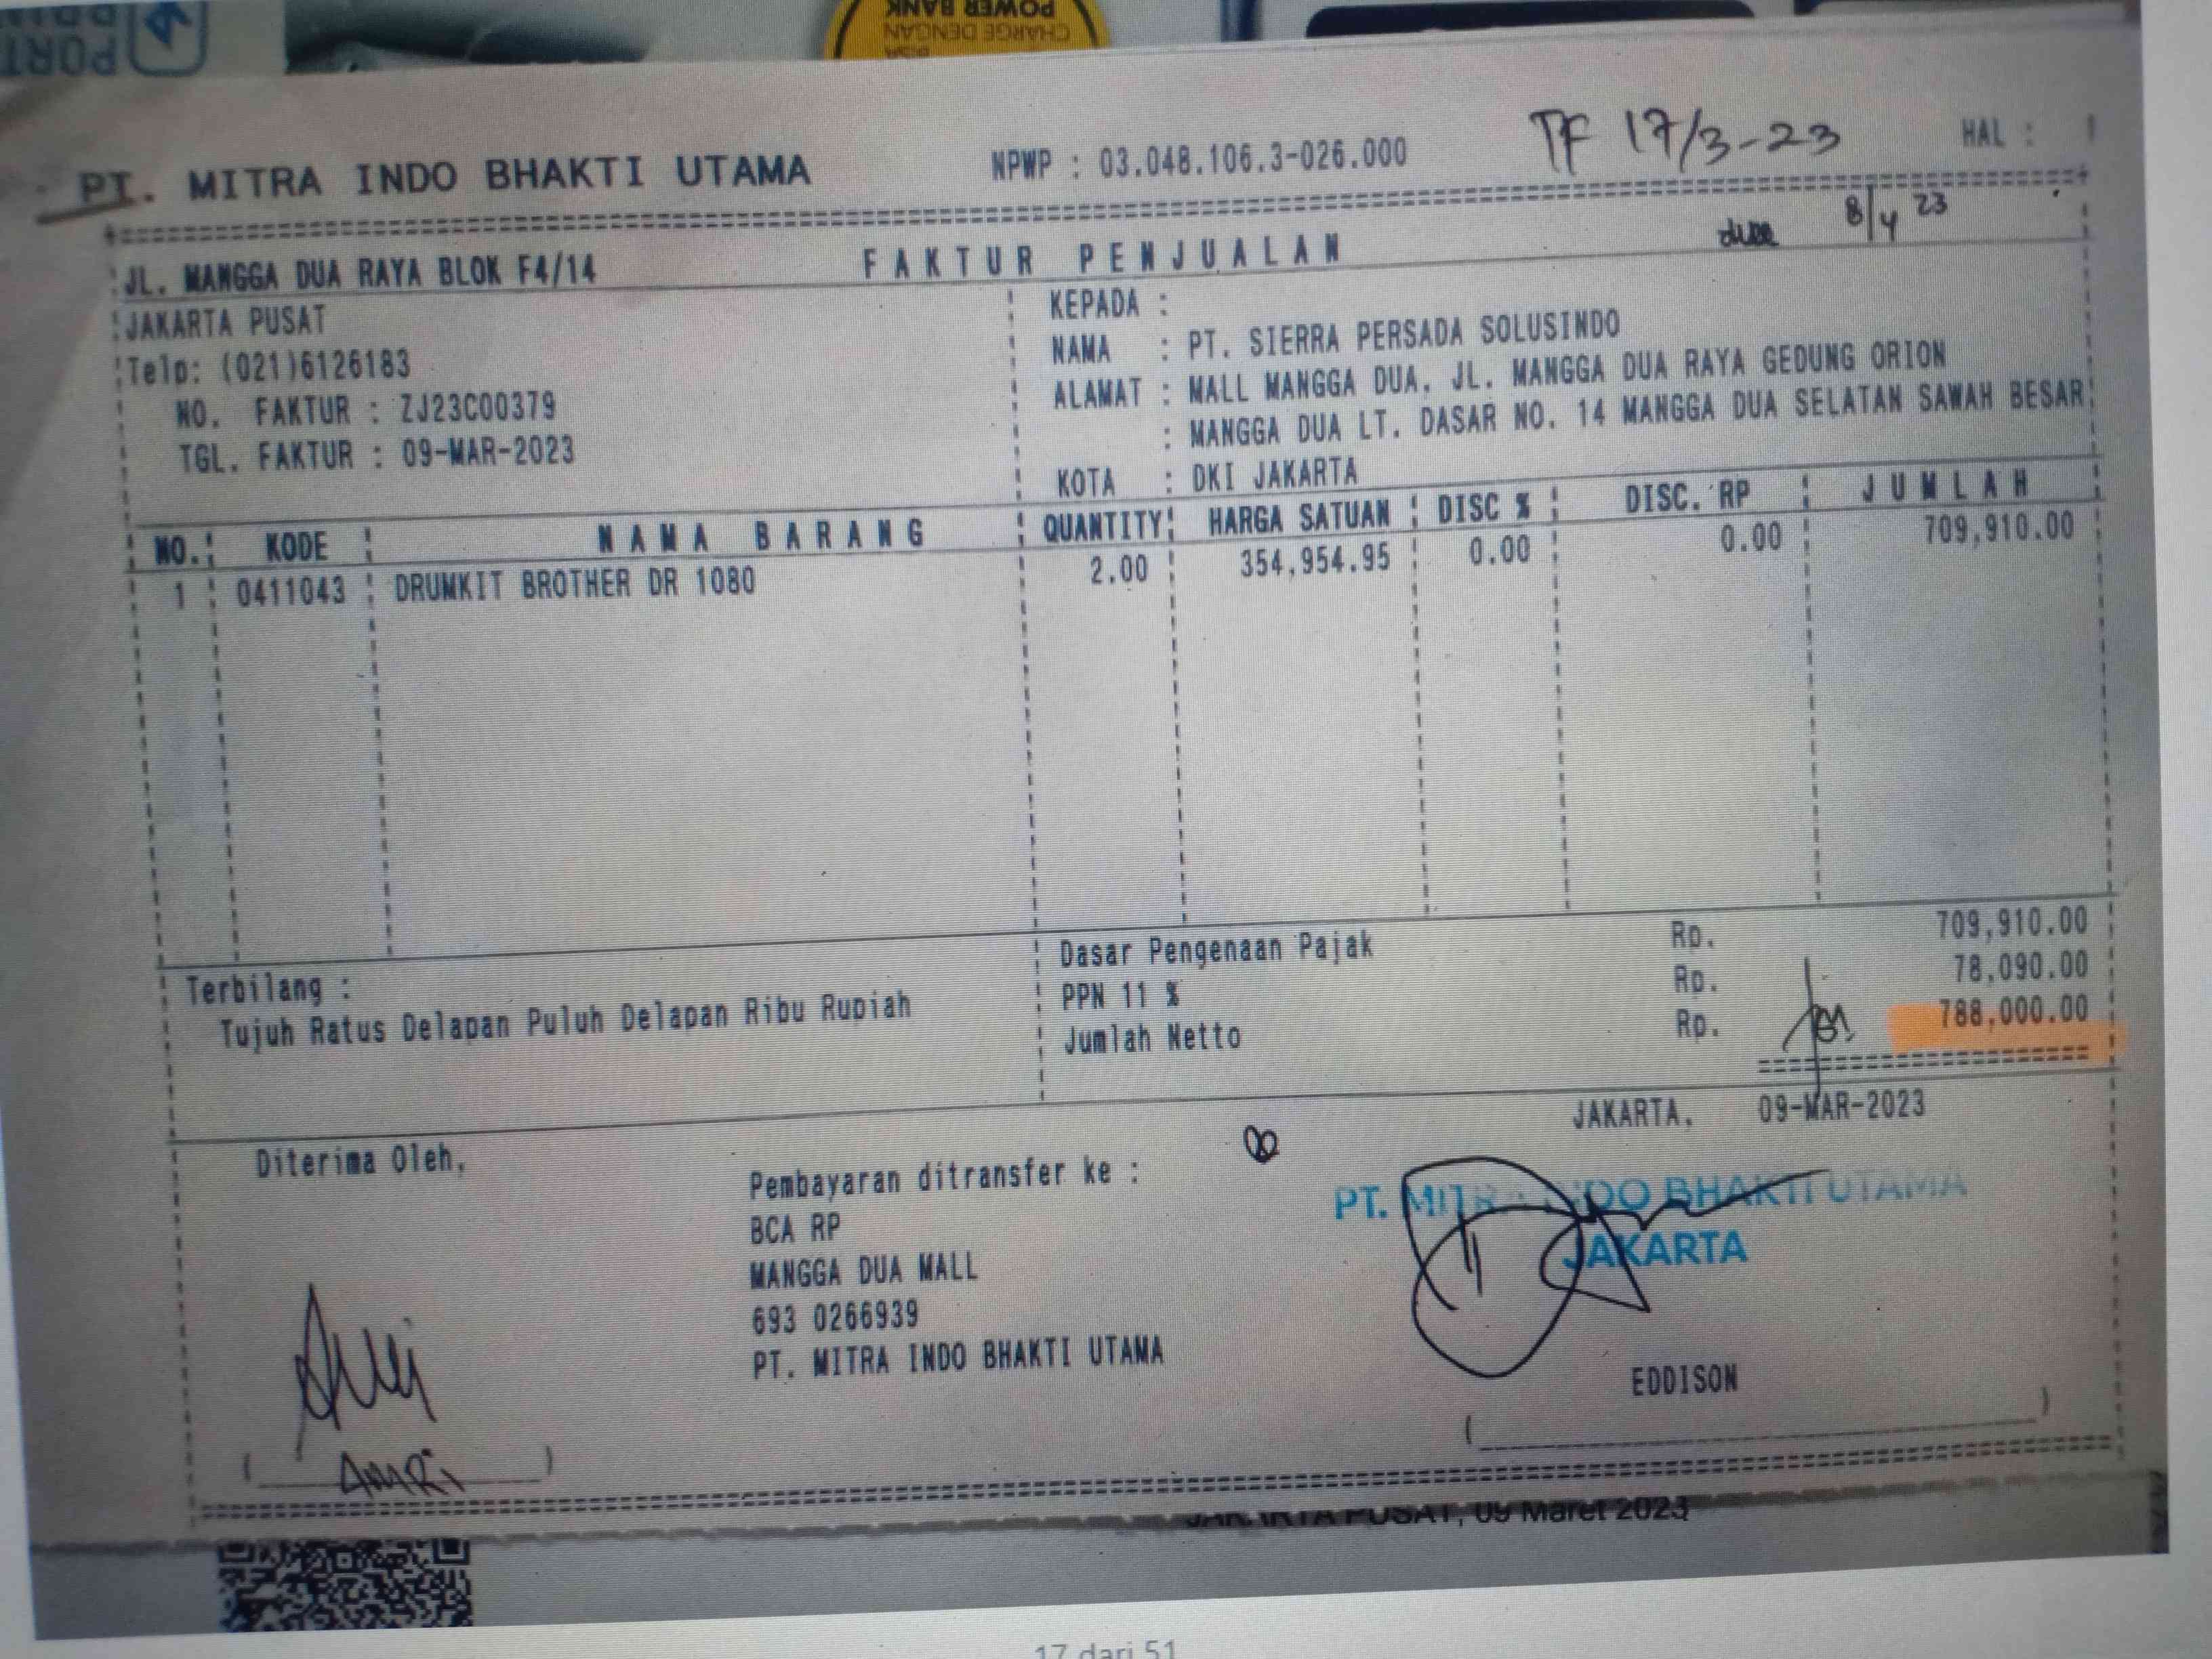 PORT
POWER BANK
CHARGE DENGAN
PT. MITRA INDO BHAKTI UTAMA NPWP : 03.048.106.3-026.000 TF 17/3-23 HAL : 1
due 8/4 23
JL. MANGGA DUA RAYA BLOK F4/14 FAKTUR PENJUALAN
JAKARTA PUSAT KEPADA :
Telp: (021)6126183 NAMA : PT. SIERRA PERSADA SOLUSINDO
NO. FAKTUR : ZJ23C00379 ALAMAT : MALL MANGGA DUA, JL. MANGGA DUA RAYA GEDUNG ORION
TGL. FAKTUR : 09-MAR-2023 : MANGGA DUA LT. DASAR NO. 14 MANGGA DUA SELATAN SAWAH BESAR
KOTA : DKI JAKARTA
NO. KODE NAMA BARANG QUANTITY HARGA SATUAN DISC % DISC. RP JUMLAH
1 0411043 DRUMKIT BROTHER DR 1080 2.00 354,954.95 0.00 0.00 709,910.00
Dasar Pengenaan Pajak Rp. 709,910.00
Terbilang : PPN 11 % Rp. 78,090.00
Tujuh Ratus Delapan Puluh Delapan Ribu Rupiah Jumlah Netto Rp. 788,000.00
JAKARTA, 09-MAR-2023
Diterima Oleh, Pembayaran ditransfer ke :
BCA RP
MANGGA DUA MALL
693 0266939
PT. MITRA INDO BHAKTI UTAMA
PT. MITRA INDO BHAKTI UTAMA
JAKARTA
EDDISON
AMRI
JAKARTA PUSAT, 09 Maret 2023
17 dari 51